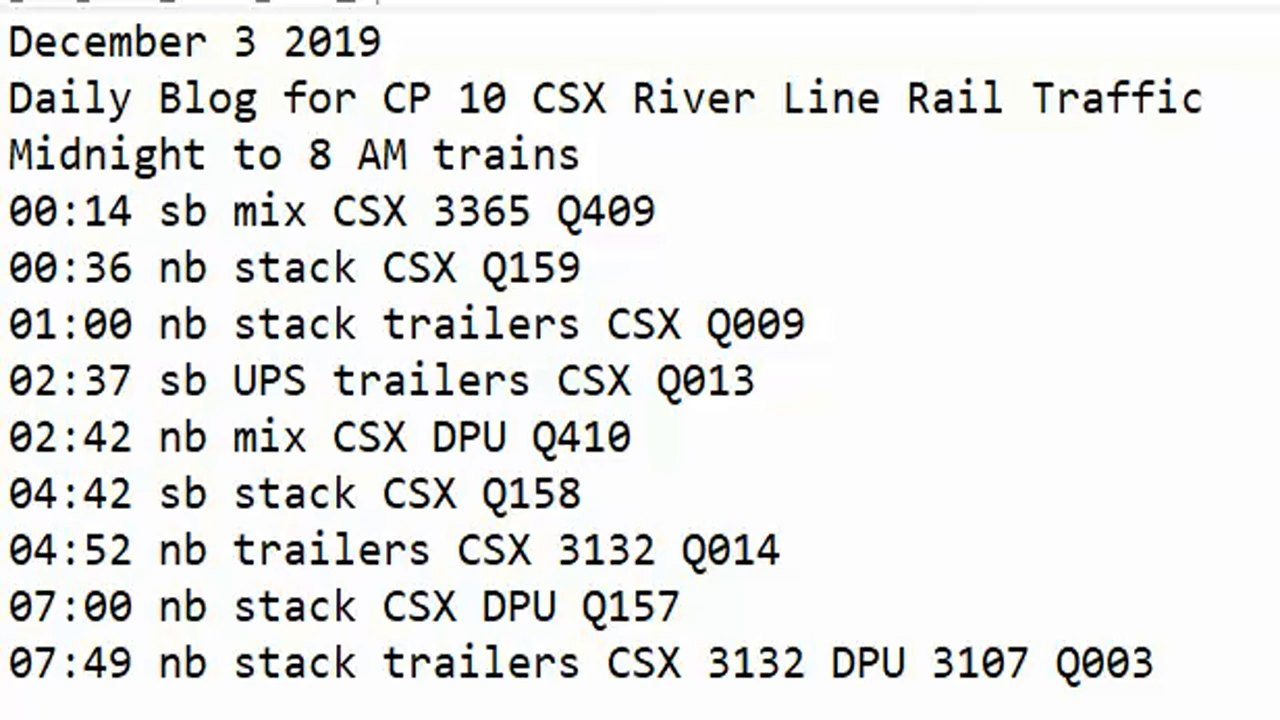 December 3 2019
Daily Blog for CP 10 CSX River Line Rail Traffic
Midnight to 8 AM trains
00:14 sb mix CSX 3365 Q409
00:36 nb stack CSX Q159
01:00 nb stack trailers CSX Q009
02:37 sb UPS trailers CSX Q013
02:42 nb mix CSX DPU Q410
04:42 sb stack CSX Q158
04:52 nb trailers CSX 3132 Q014
07:00 nb stack CSX DPU Q157
07:49 nb stack trailers CSX 3132 DPU 3107 Q003